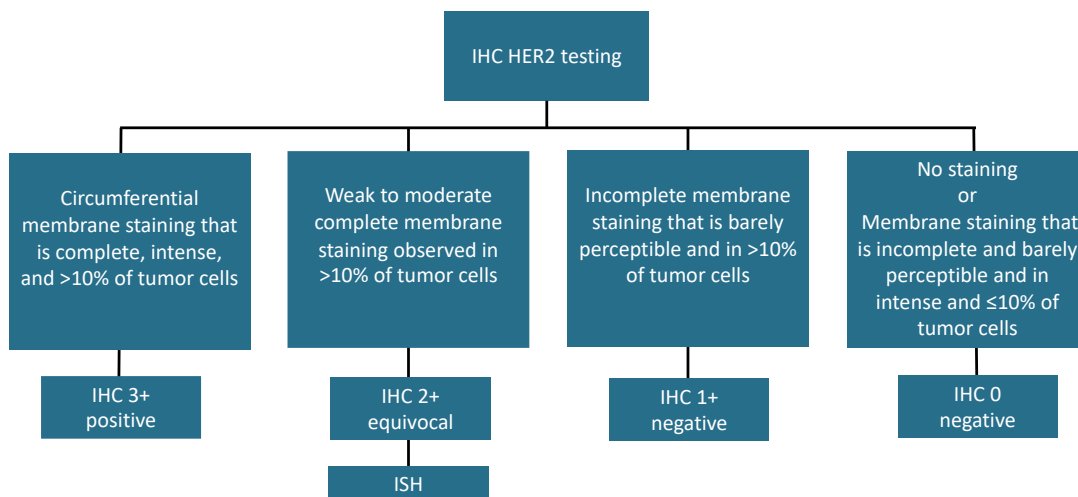 IHC HER2 testing
Circumferential
membrane staining that
is complete, intense,
and >10% of tumor cells
Weak to moderate
complete membrane
staining observed in
>10% of tumor cells
Incomplete membrane
staining that is barely
perceptible and in >10%
of tumor cells
No staining
or
Membrane staining that
is incomplete and barely
perceptible and in
intense and ≤10% of
tumor cells
IHC 3+
positive
IHC 2+
equivocal
IHC 1+
negative
IHC 0
negative
ISH